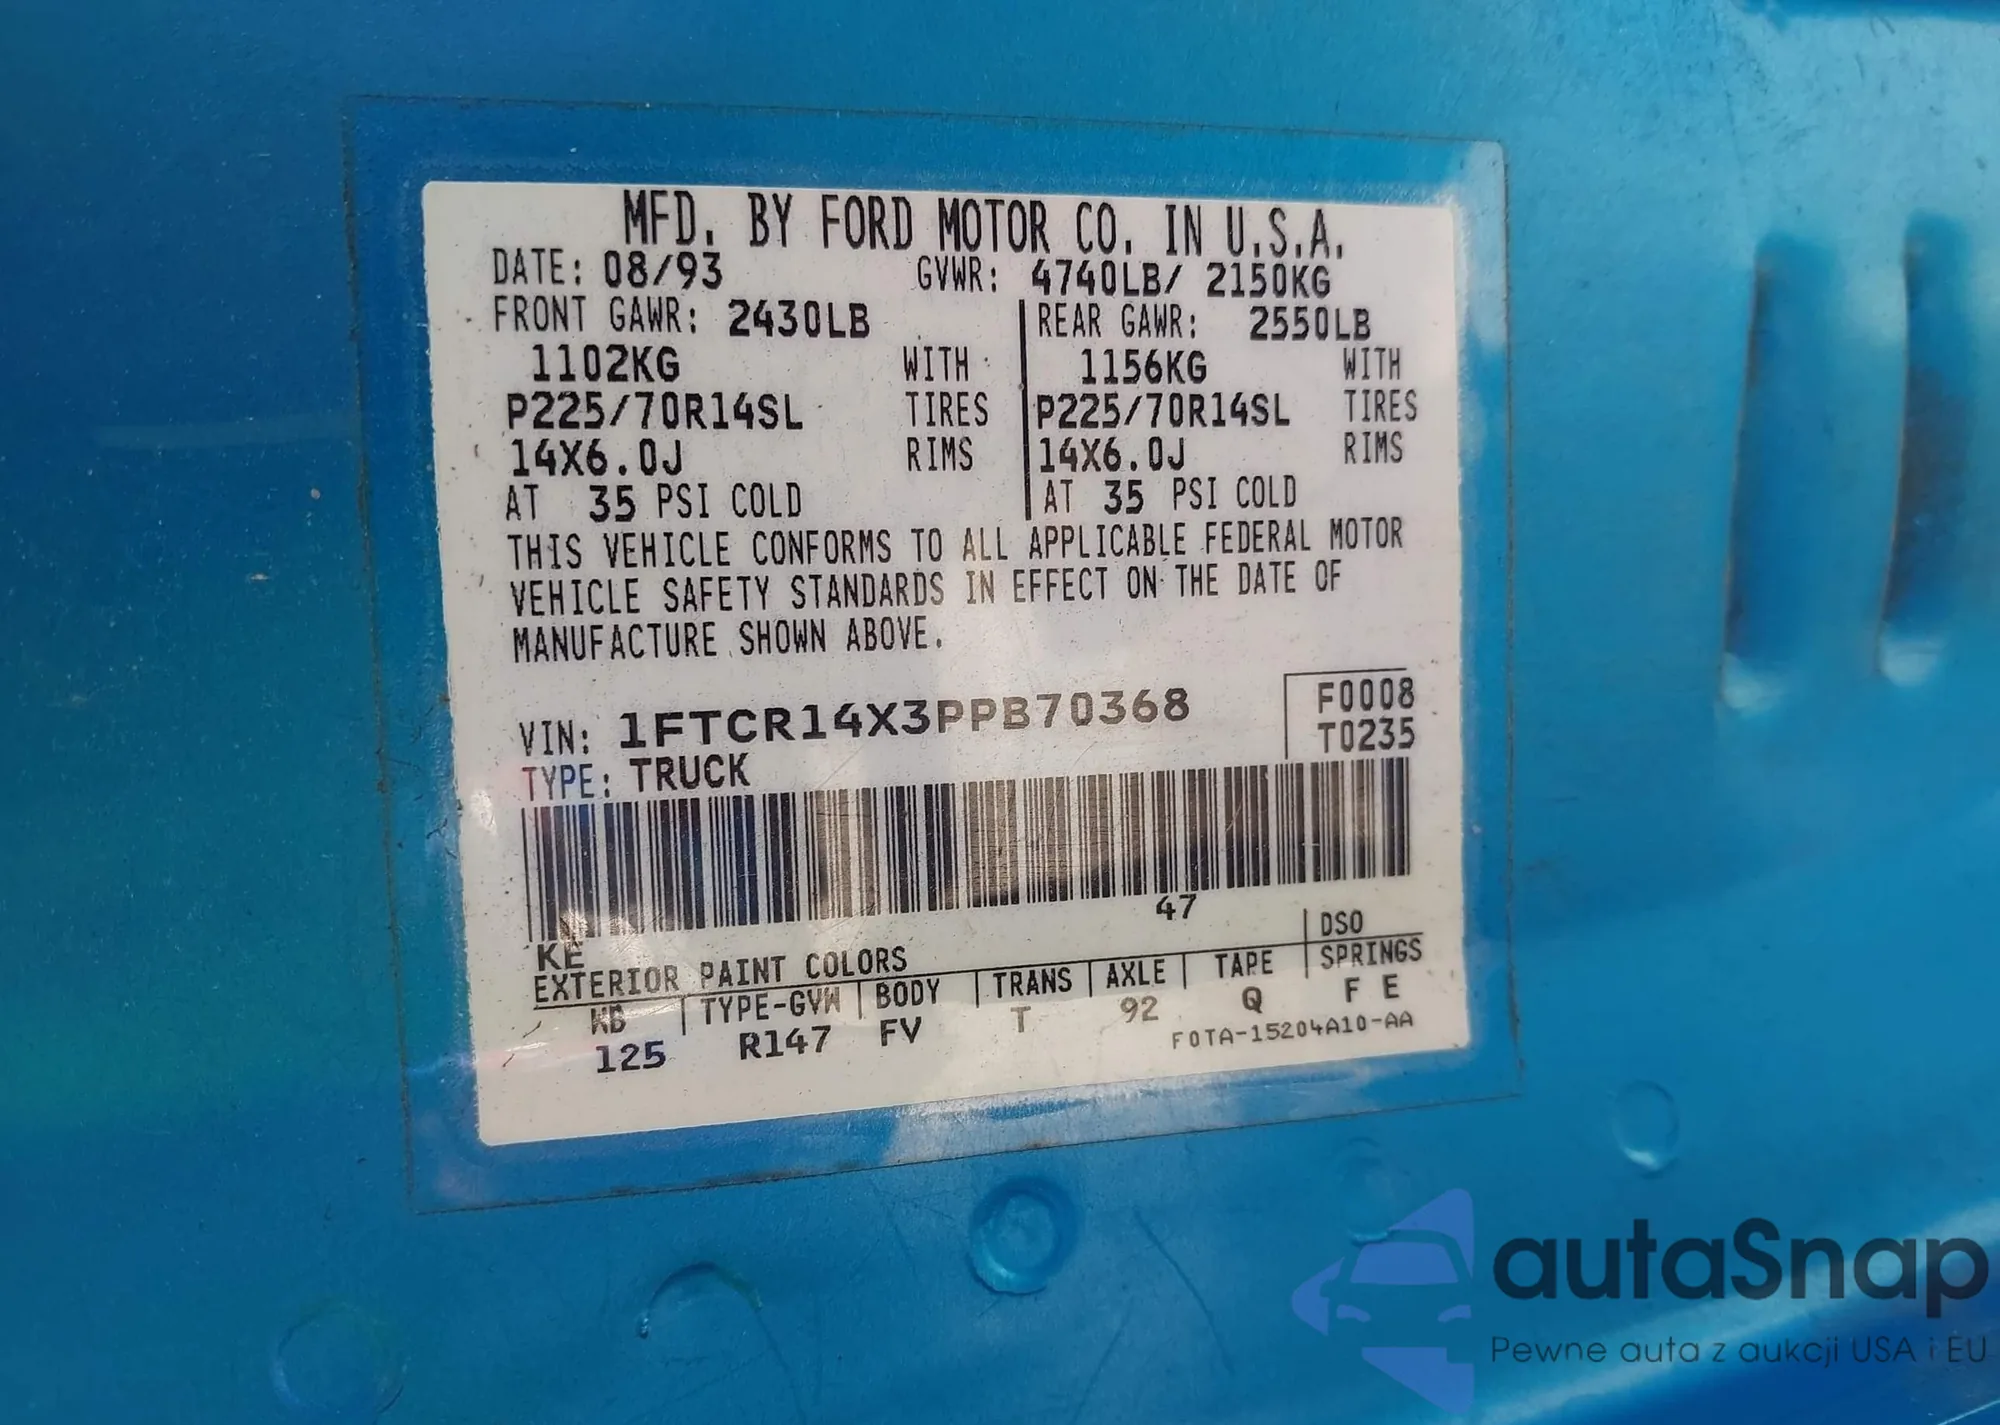 MFD. BY FORD MOTOR CO. IN U.S.A.
DATE: 08/93 GVWR: 4740LB/ 2150KG
FRONT GAWR: 2430LB REAR GAWR: 2550LB
1102KG WITH 1156KG WITH
P225/70R14SL TIRES P225/70R14SL TIRES
14X6.0J RIMS 14X6.0J RIMS
AT 35 PSI COLD AT 35 PSI COLD
THIS VEHICLE CONFORMS TO ALL APPLICABLE FEDERAL MOTOR
VEHICLE SAFETY STANDARDS IN EFFECT ON THE DATE OF
MANUFACTURE SHOWN ABOVE.
VIN: 1FTCR14X3PPB70368 F0008
TYPE: TRUCK T0235
47
KE
EXTERIOR PAINT COLORS DSO
WB TYPE-GVW BODY TRANS AXLE TAPE SPRINGS
125 R147 FV T 92 Q F E
F0TA-15204A10-AA
autaSnap
Pewne auta z aukcji USA i EU